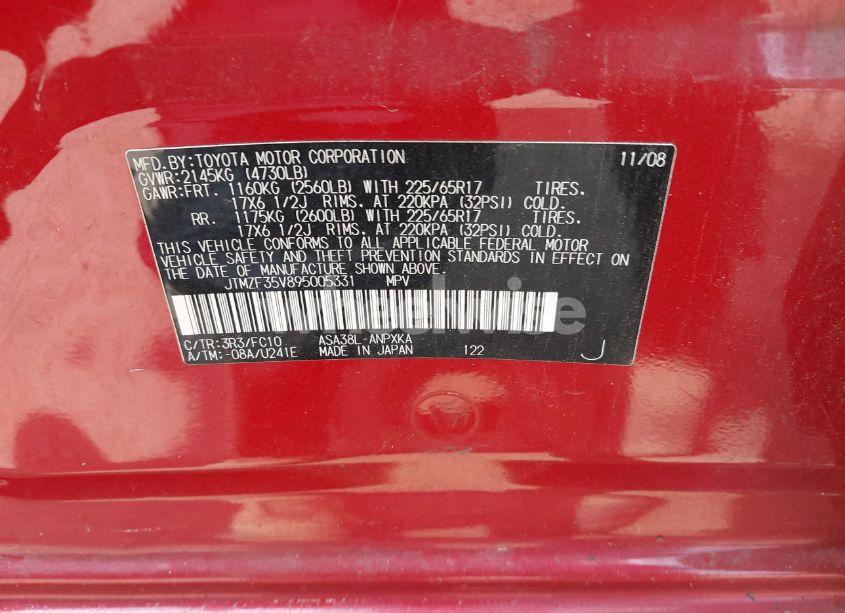 MFD.BY:TOYOTA MOTOR CORPORATION 11/08
GVWR:2145KG (4730LB)
GAWR:FRT. 1160KG (2560LB) WITH 225/65R17 TIRES.
17X6 1/2J RIMS. AT 220KPA (32PSI) COLD.
RR. 1175KG (2600LB) WITH 225/65R17 TIRES.
17X6 1/2J RIMS. AT 220KPA (32PSI) COLD.
THIS VEHICLE CONFORMS TO ALL APPLICABLE FEDERAL MOTOR
VEHICLE SAFETY AND THEFT PREVENTION STANDARDS IN EFFECT
ON THE DATE OF MANUFACTURE SHOWN ABOVE.
JTMZF35V895005331 MPV
C/TR:3R3/FC10 ASA38L-ANPXKA
A/TM:-08A/U241E MADE IN JAPAN 122 J